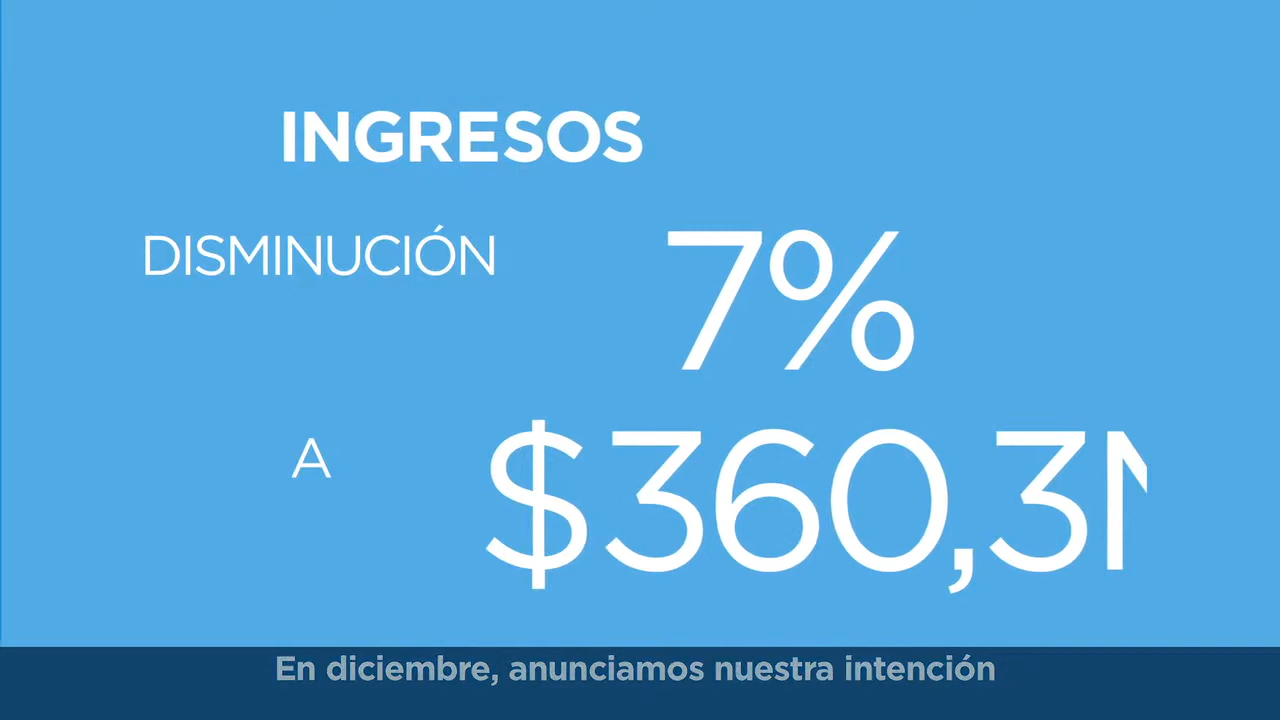 INGRESOS
DISMINUCIÓN 7%
A $360,3
En diciembre, anunciamos nuestra intención